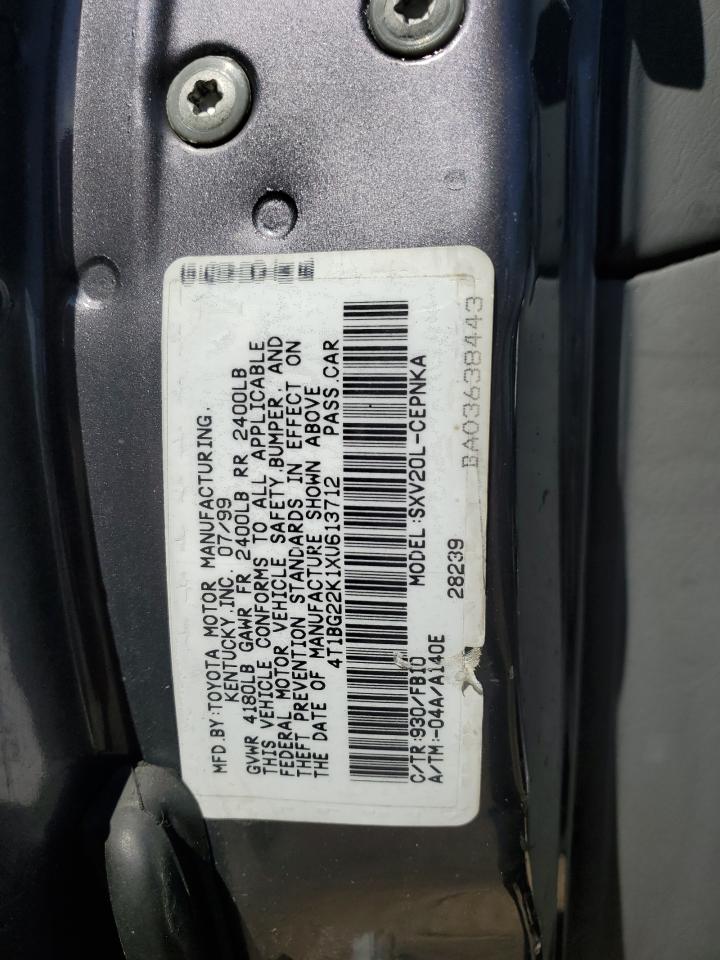 MFD.BY:TOYOTA MOTOR MANUFACTURING,
KENTUCKY,INC. 07/99
GVWR 4180LB GAWR FR 2400LB RR 2400LB
THIS VEHICLE CONFORMS TO ALL APPLICABLE
FEDERAL MOTOR VEHICLE SAFETY,BUMPER, AND
THEFT PREVENTION STANDARDS IN EFFECT ON
THE DATE OF MANUFACTURE SHOWN ABOVE
4T1BG22K1XU613712 PASS.CAR
C/TR:930/FB10 MODEL:SXV20L-CEPNKA
A/TM:-04A/A140E 28239
BA03638443